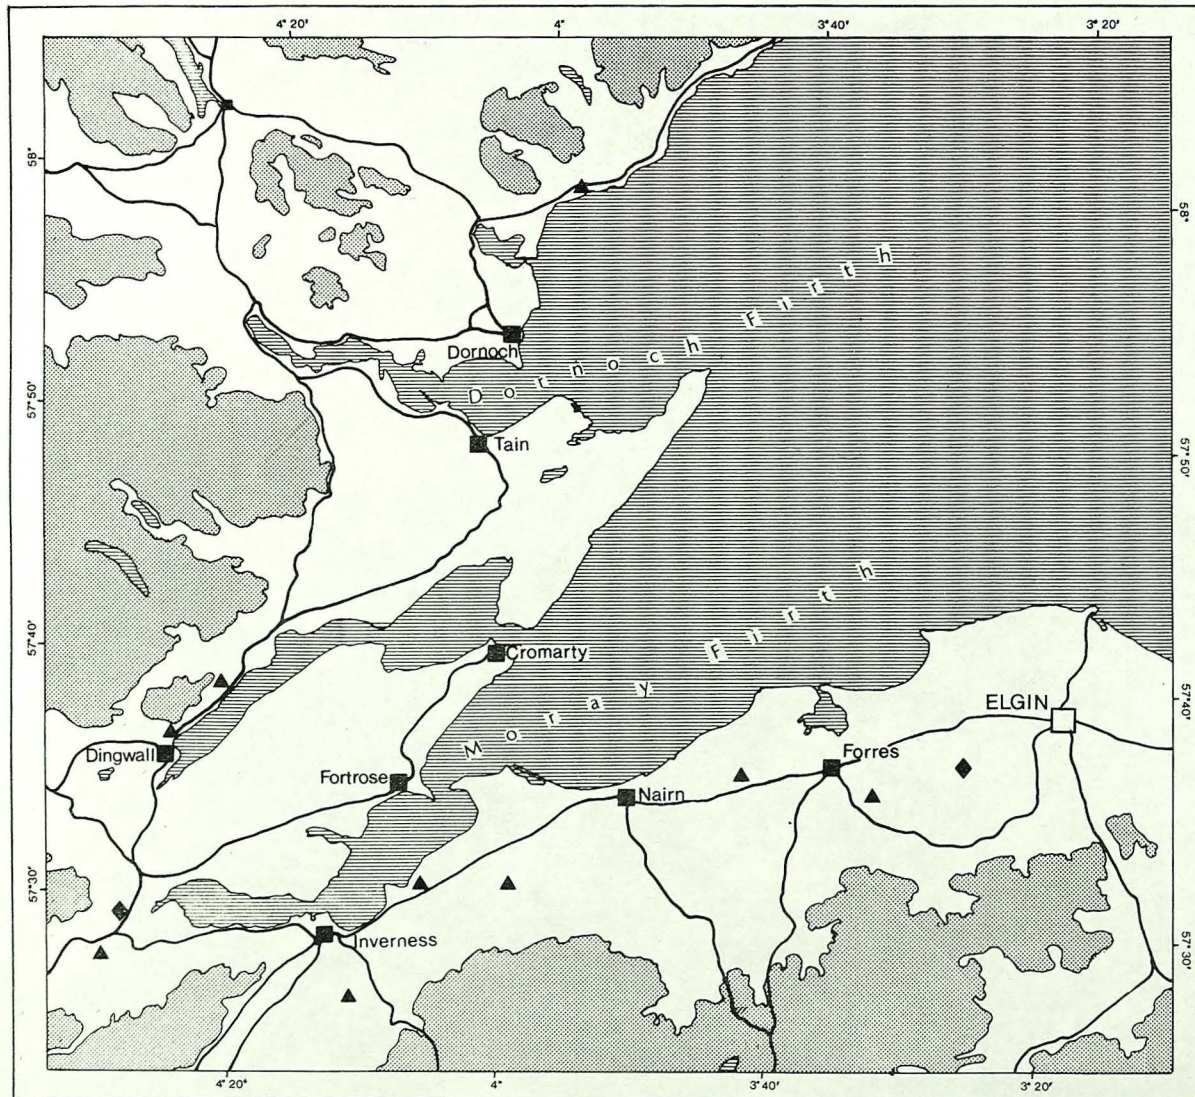 4° 20' 4° 3° 40' 3° 20'
58°
58°
Dornoch Firth
Dornoch
57° 50'
Tain
57° 50'
57° 40'
Cromarty
Moray Firth
57° 40'
ELGIN
Dingwall
Forres
Fortrose
Nairn
57° 30'
Inverness
57° 30'
4° 20' 4° 3° 40' 3° 20'